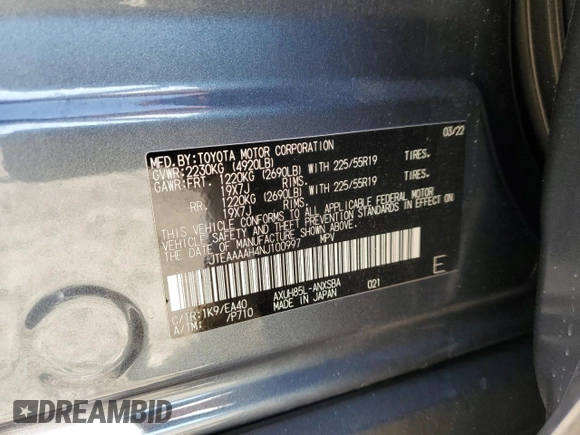 MFD.BY:TOYOTA MOTOR CORPORATION 03/22
GVWR:2230KG (4920LB)
GAWR:FRT. 1220KG (2690LB) WITH 225/55R19 TIRES.
19X7J RIMS.
RR. 1220KG (2690LB) WITH 225/55R19 TIRES.
19X7J RIMS.
THIS VEHICLE CONFORMS TO ALL APPLICABLE FEDERAL MOTOR
VEHICLE SAFETY AND THEFT PREVENTION STANDARDS IN EFFECT
ON THE DATE OF MANUFACTURE SHOWN ABOVE.
JTEAAAAH4NJ100997 MPV
C/TR:1K9/EA40 AXUH85L-ANXSBA 021 E
A/TM: /P710 MADE IN JAPAN
DREAMBID